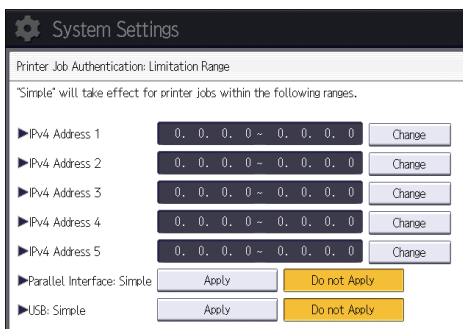 System Settings
Printer Job Authentication: Limitation Range
"Simple" will take effect for printer jobs within the following ranges.
▶IPv4 Address 1 0. 0. 0. 0 ~ 0. 0. 0. 0 Change
▶IPv4 Address 2 0. 0. 0. 0 ~ 0. 0. 0. 0 Change
▶IPv4 Address 3 0. 0. 0. 0 ~ 0. 0. 0. 0 Change
▶IPv4 Address 4 0. 0. 0. 0 ~ 0. 0. 0. 0 Change
▶IPv4 Address 5 0. 0. 0. 0 ~ 0. 0. 0. 0 Change
▶Parallel Interface: Simple Apply Do not Apply
▶USB: Simple Apply Do not Apply